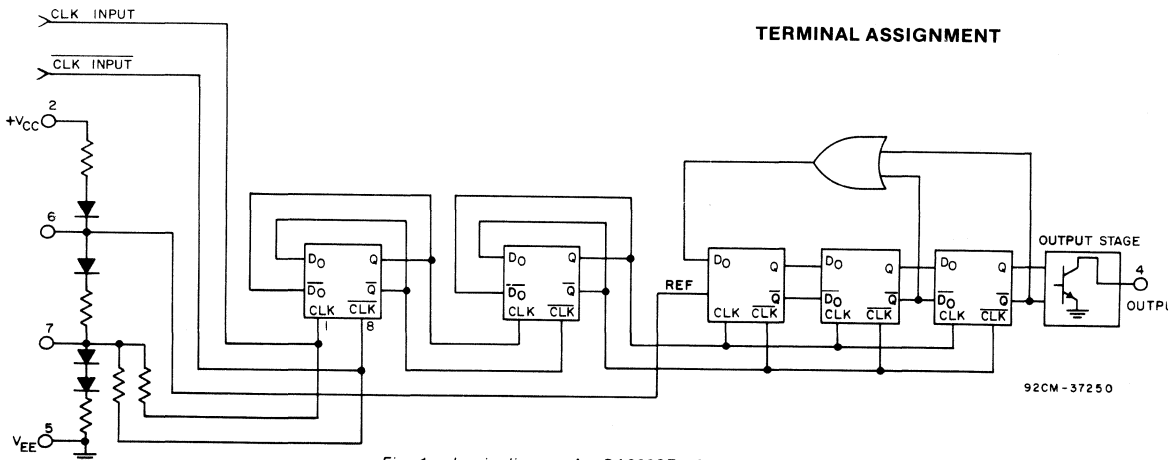 CLK INPUT
TERMINAL ASSIGNMENT
CLK INPUT
2
+VCC
6
OUTPUT STAGE
DO Q
DO Q
DO Q
DO Q
DO Q
4
REF
DO Q
DO Q
Q
DO Q
DO Q
OUTPU
CLK CLK
CLK CLK
CLK CLK
CLK CLK
CLK CLK
1 8
7
92CM-37250
5
VEE